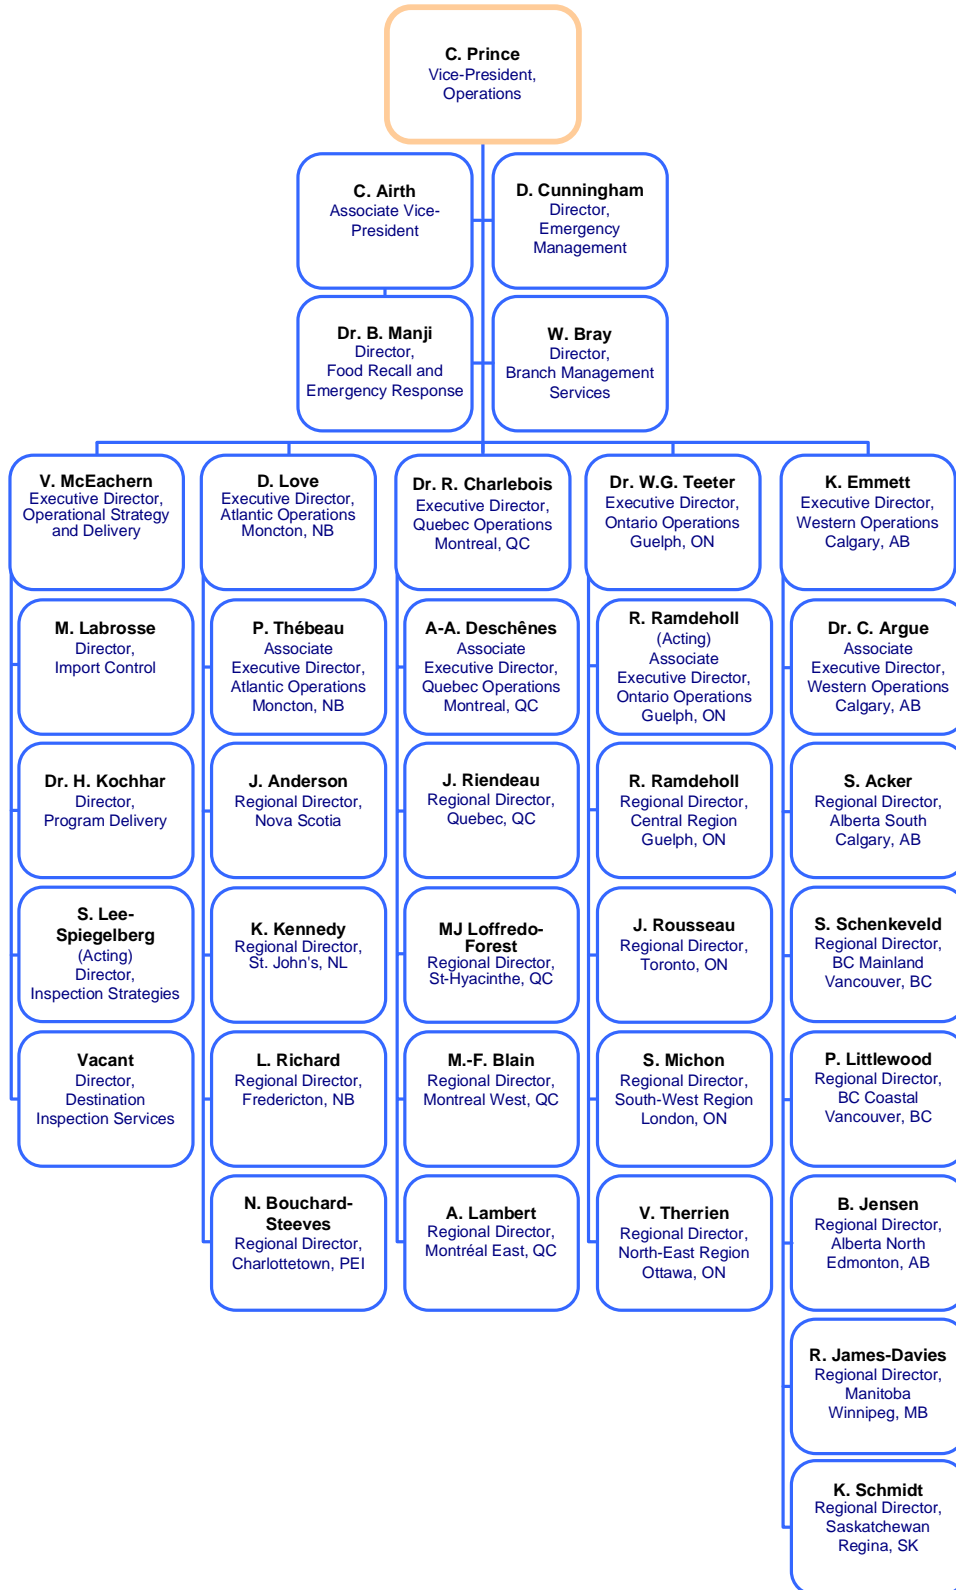 C. Prince
Vice-President,
Operations
C. Airth
Associate Vice-
President
D. Cunningham
Director,
Emergency
Management
Dr. B. Manji
Director,
Food Recall and
Emergency Response
W. Bray
Director,
Branch Management
Services
V. McEachern
Executive Director,
Operational Strategy
and Delivery
D. Love
Executive Director,
Atlantic Operations
Moncton, NB
Dr. R. Charlebois
Executive Director,
Quebec Operations
Montreal, QC
Dr. W.G. Teeter
Executive Director,
Ontario Operations
Guelph, ON
K. Emmett
Executive Director,
Western Operations
Calgary, AB
M. Labrosse
Director,
Import Control
P. Thébeau
Associate
Executive Director,
Atlantic Operations
Moncton, NB
A-A. Deschênes
Associate
Executive Director,
Quebec Operations
Montreal, QC
R. Ramdeholl
(Acting)
Associate
Executive Director,
Ontario Operations
Guelph, ON
Dr. C. Argue
Associate
Executive Director,
Western Operations
Calgary, AB
Dr. H. Kochhar
Director,
Program Delivery
J. Anderson
Regional Director,
Nova Scotia
J. Riendeau
Regional Director,
Quebec, QC
R. Ramdeholl
Regional Director,
Central Region
Guelph, ON
S. Acker
Regional Director,
Alberta South
Calgary, AB
S. Lee-
Spiegelberg
(Acting)
Director,
Inspection Strategies
K. Kennedy
Regional Director,
St. John's, NL
MJ Loffredo-
Forest
Regional Director,
St-Hyacinthe, QC
J. Rousseau
Regional Director,
Toronto, ON
S. Schenkeveld
Regional Director,
BC Mainland
Vancouver, BC
Vacant
Director,
Destination
Inspection Services
L. Richard
Regional Director,
Fredericton, NB
M.-F. Blain
Regional Director,
Montreal West, QC
S. Michon
Regional Director,
South-West Region
London, ON
P. Littlewood
Regional Director,
BC Coastal
Vancouver, BC
N. Bouchard-
Steeves
Regional Director,
Charlottetown, PEI
A. Lambert
Regional Director,
Montréal East, QC
V. Therrien
Regional Director,
North-East Region
Ottawa, ON
B. Jensen
Regional Director,
Alberta North
Edmonton, AB
R. James-Davies
Regional Director,
Manitoba
Winnipeg, MB
K. Schmidt
Regional Director,
Saskatchewan
Regina, SK